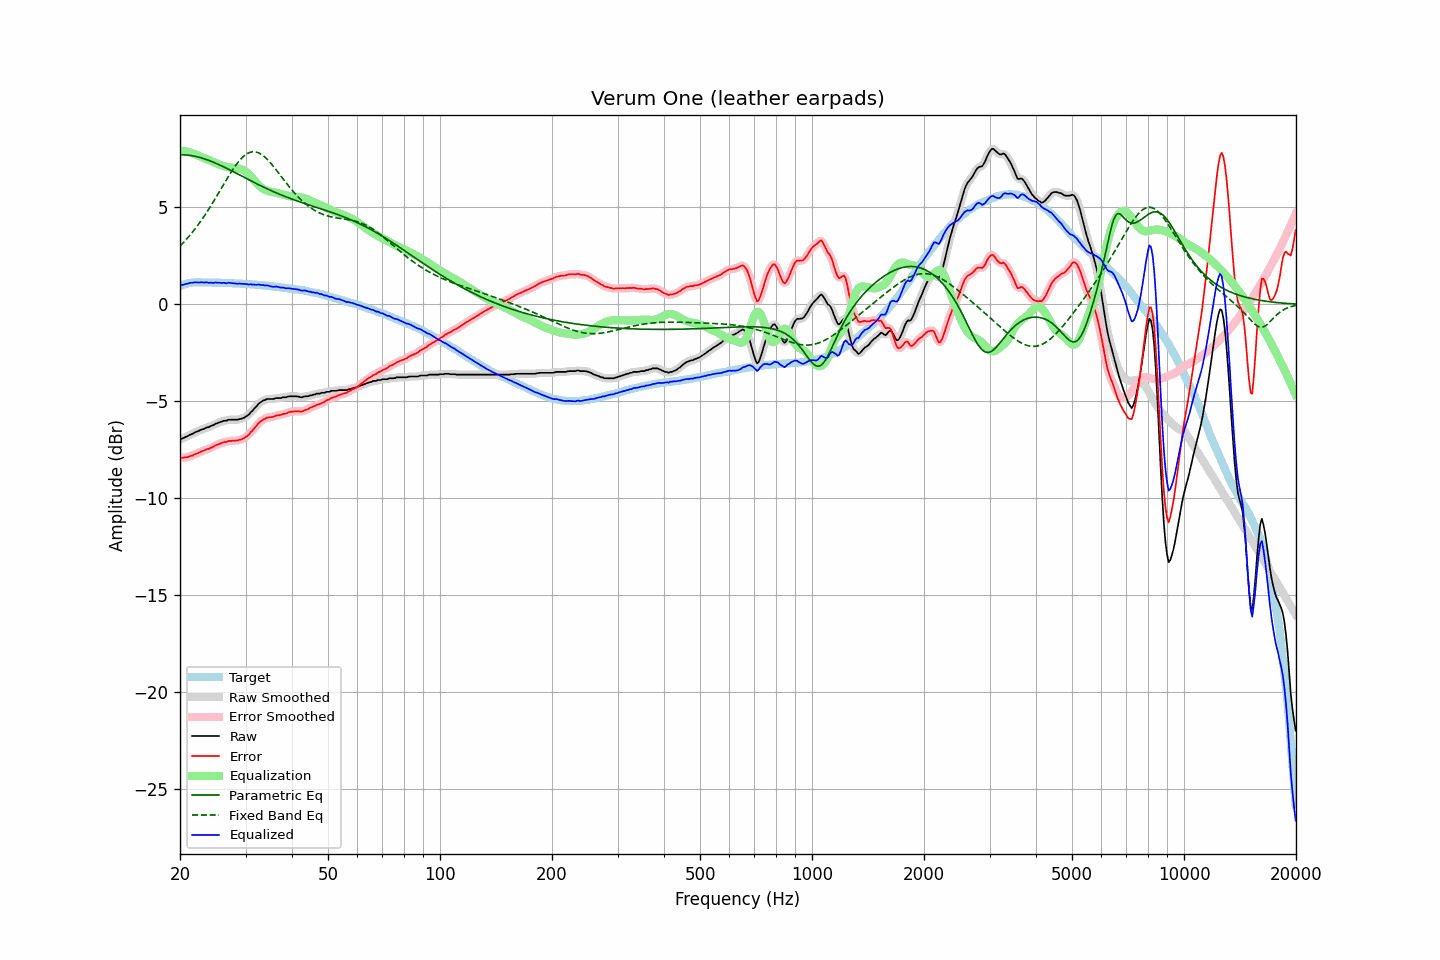 Verum One (leather earpads)
Amplitude (dBr)
5
0
−5
−10
−15
−20
−25
Target
Raw Smoothed
Error Smoothed
Raw
Error
Equalization
Parametric Eq
Fixed Band Eq
Equalized
20 50 100 200 500 1000 2000 5000 10000 20000
Frequency (Hz)